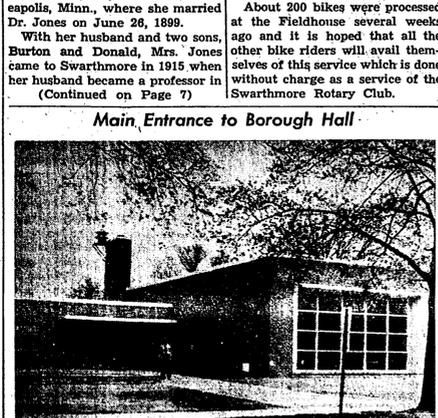 eapolis, Minn., where she married
Dr. Jones on June 26, 1899.
With her husband and two sons,
Burton and Donald, Mrs. Jones
came to Swarthmore in 1915 when
her husband became a professor in
(Continued on Page 7)
About 200 bikes were processed
at the Fieldhouse several weeks
ago and it is hoped that all the
other bike riders will avail them-
selves of this service which is done
without charge as a service of the
Swarthmore Rotary Club.
Main Entrance to Borough Hall